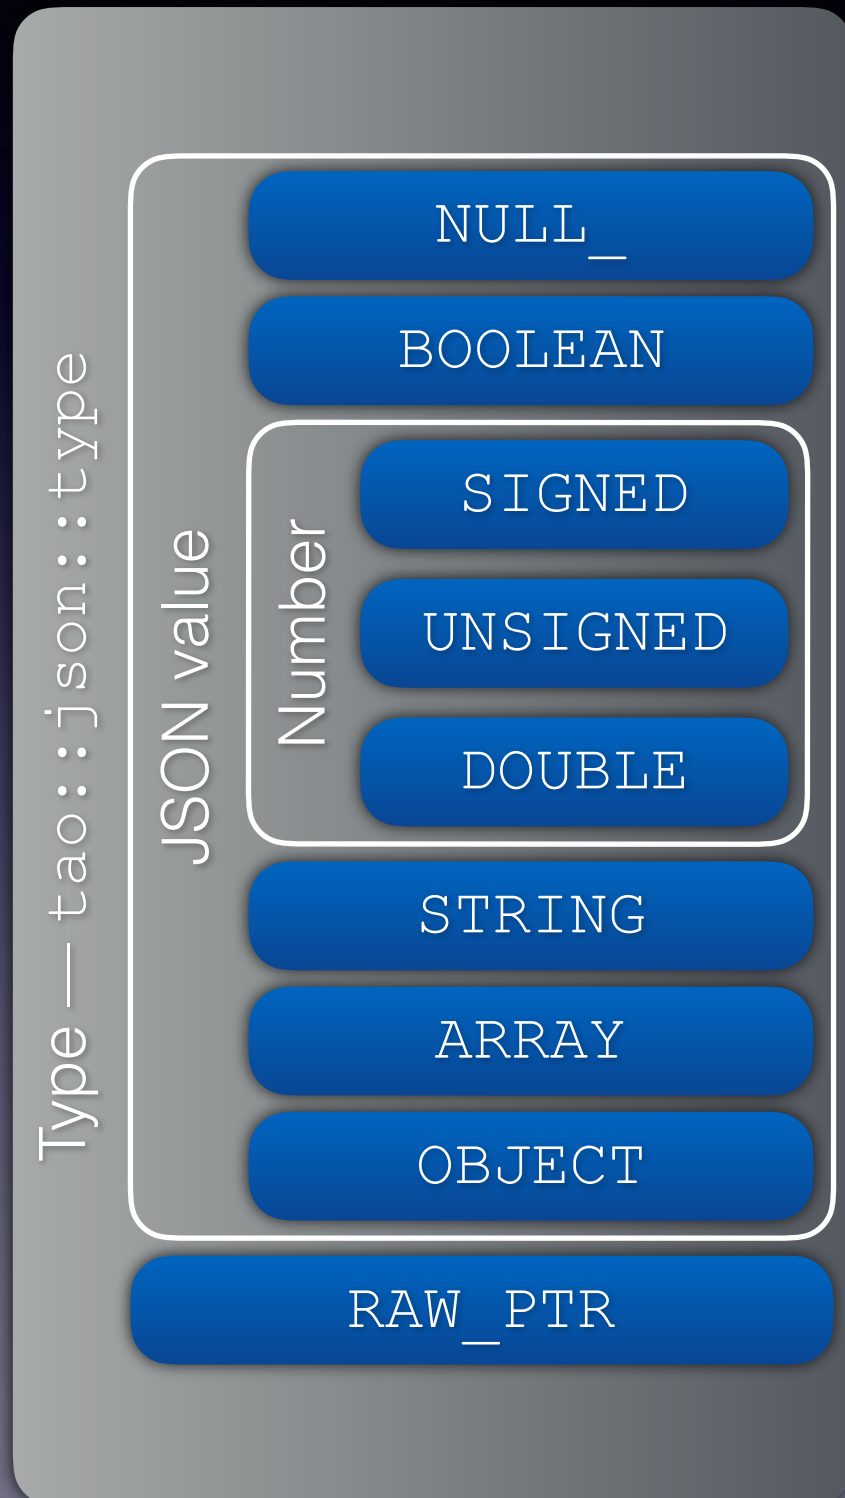 Type — tao::json::type
JSON value
NULL_
BOOLEAN
Number
SIGNED
UNSIGNED
DOUBLE
STRING
ARRAY
OBJECT
RAW_PTR